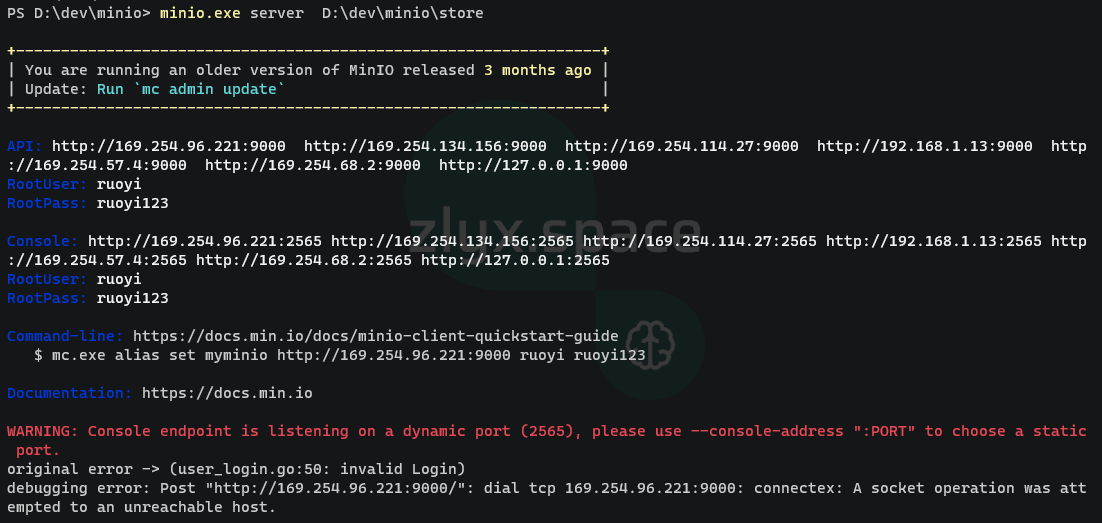 PS D:\dev\minio> minio.exe server  D:\dev\minio\store
+-----------------------------------------------------------------+
| You are running an older version of MinIO released 3 months ago |
| Update: Run `mc admin update`                                   |
+-----------------------------------------------------------------+
API: http://169.254.96.221:9000  http://169.254.134.156:9000  http://169.254.114.27:9000  http://192.168.1.13:9000  http
://169.254.57.4:9000  http://169.254.68.2:9000  http://127.0.0.1:9000
RootUser: ruoyi
RootPass: ruoyi123
zlyx.space
Console: http://169.254.96.221:2565 http://169.254.134.156:2565 http://169.254.114.27:2565 http://192.168.1.13:2565 http
://169.254.57.4:2565 http://169.254.68.2:2565 http://127.0.0.1:2565
RootUser: ruoyi
RootPass: ruoyi123
Command-line: https://docs.min.io/docs/minio-client-quickstart-guide
   $ mc.exe alias set myminio http://169.254.96.221:9000 ruoyi ruoyi123
Documentation: https://docs.min.io
WARNING: Console endpoint is listening on a dynamic port (2565), please use --console-address ":PORT" to choose a static
 port.
original error -> (user_login.go:50: invalid Login)
debugging error: Post "http://169.254.96.221:9000/": dial tcp 169.254.96.221:9000: connectex: A socket operation was att
empted to an unreachable host.